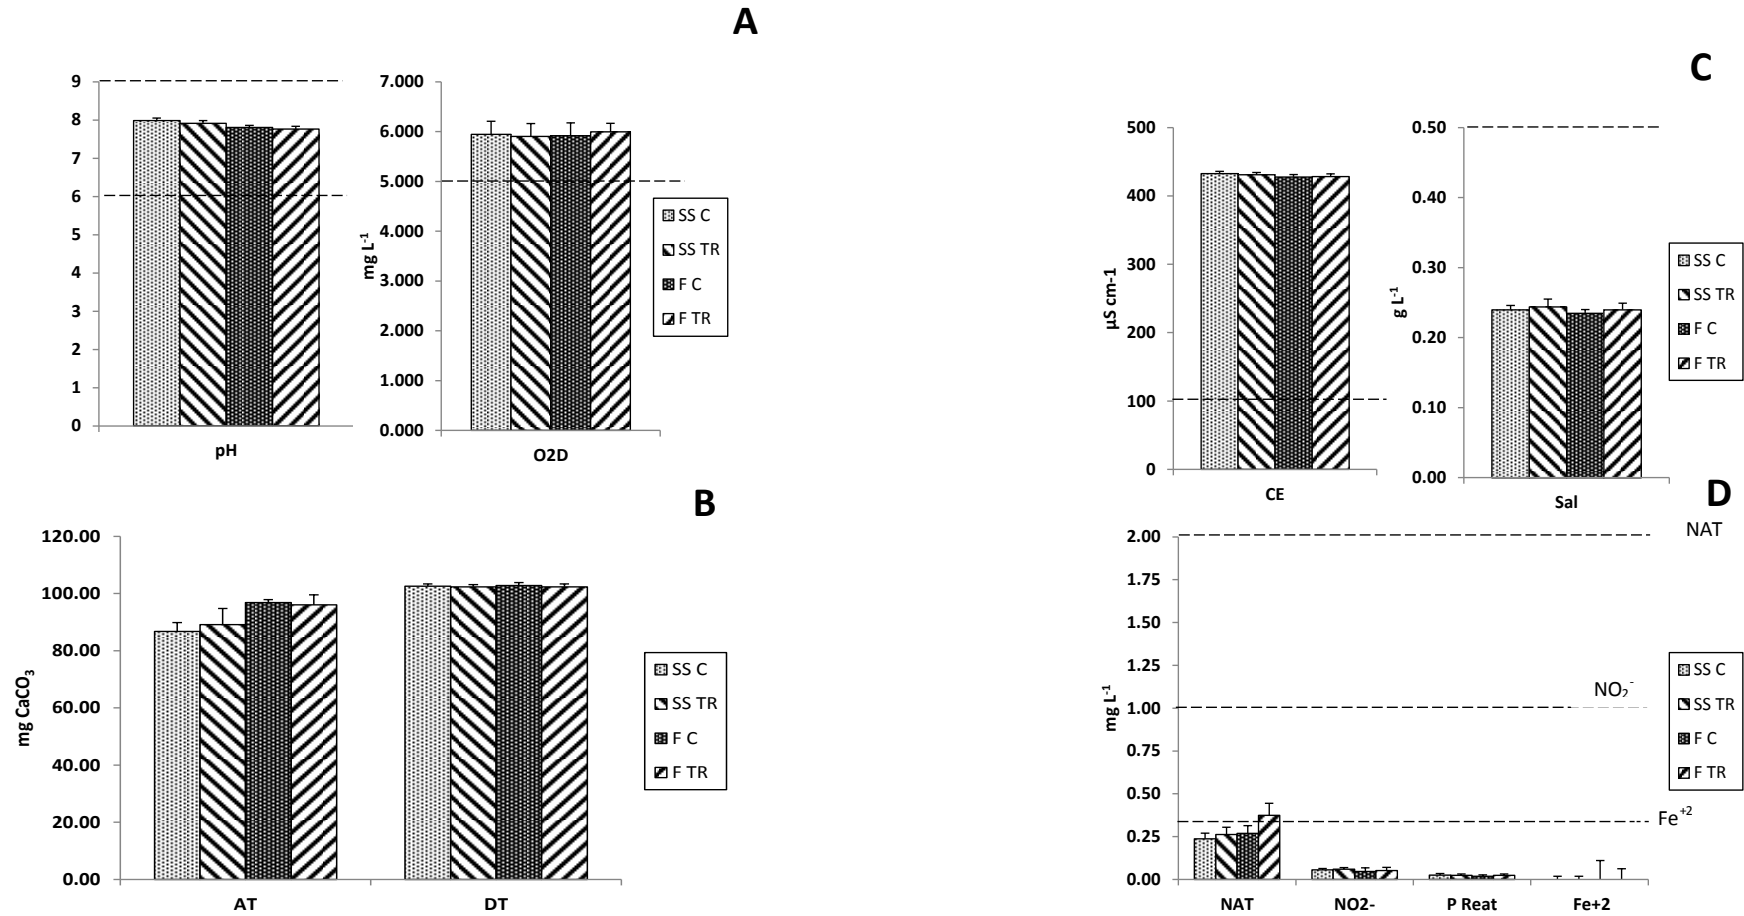 A
9
8
7
6
5
4
3
2
1
0
pH
7.000
6.000
5.000
4.000
3.000
2.000
1.000
0.000
mg L⁻¹
O2D
SS C
SS TR
F C
F TR
B
120.00
100.00
80.00
60.00
40.00
20.00
0.00
mg CaCO₃
AT DT
SS C
SS TR
F C
F TR
C
500
400
300
200
100
0
µS cm-1
CE
0.50
0.40
0.30
0.20
0.10
0.00
g L⁻¹
Sal
SS C
SS TR
F C
F TR
D
2.00
1.75
1.50
1.25
1.00
0.75
0.50
0.25
0.00
mg L⁻¹
NAT
NO₂⁻
Fe⁺²
NAT NO2- P Reat Fe+2
SS C
SS TR
F C
F TR